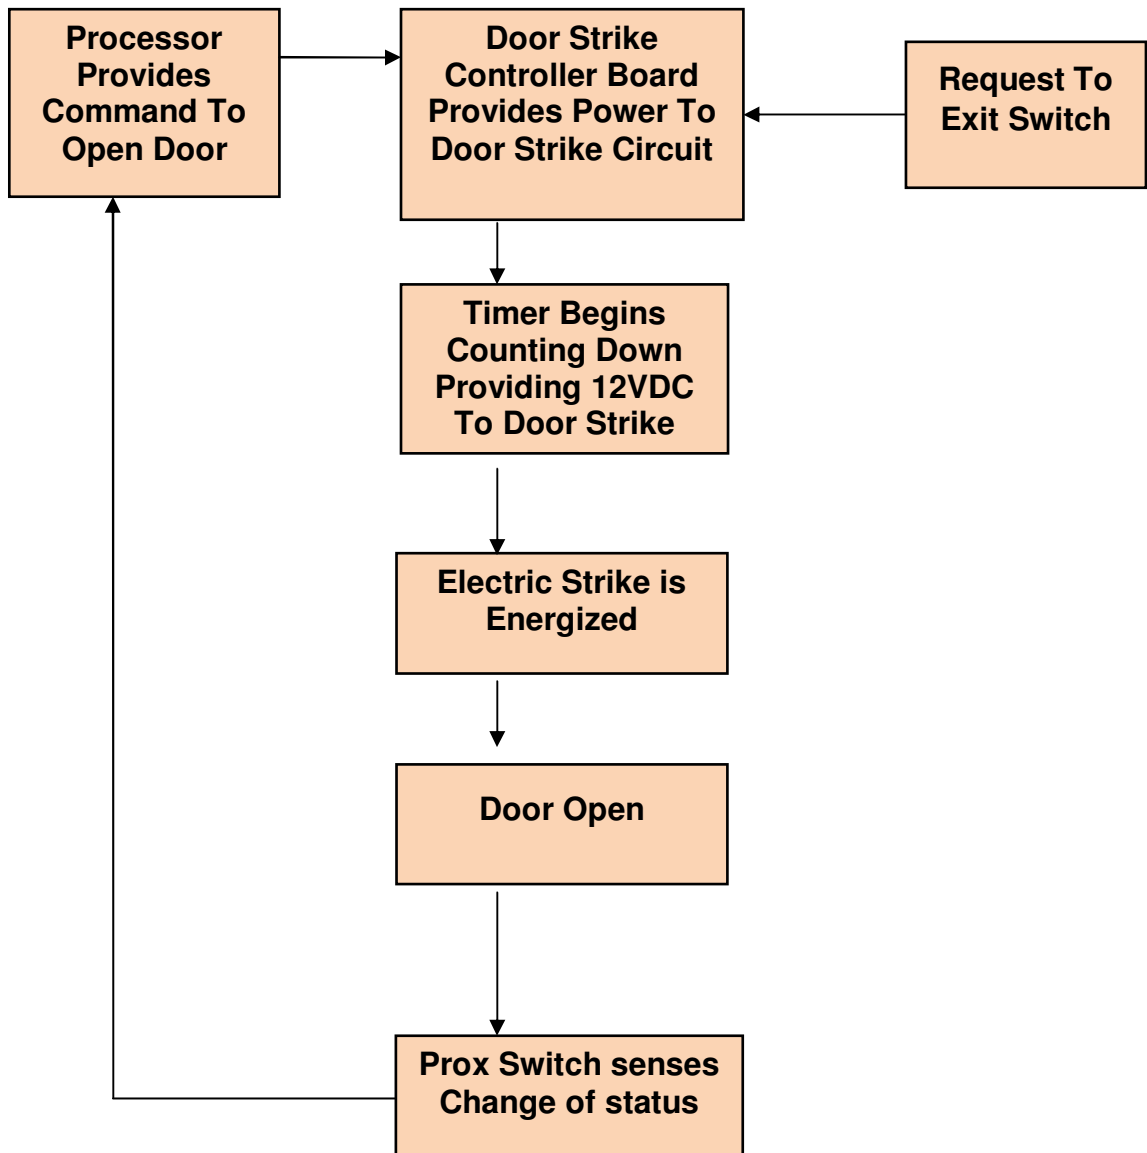 Processor
Provides
Command To
Open Door
Door Strike
Controller Board
Provides Power To
Door Strike Circuit
Request To
Exit Switch
Timer Begins
Counting Down
Providing 12VDC
To Door Strike
Electric Strike is
Energized
Door Open
Prox Switch senses
Change of status